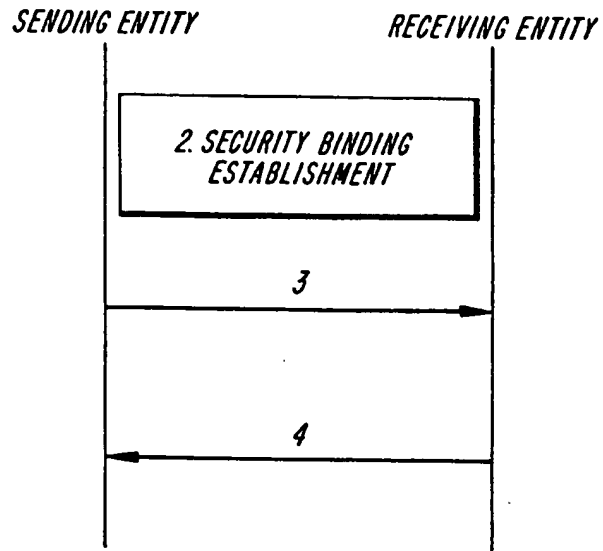 SENDING ENTITY
RECEIVING ENTITY
2. SECURITY BINDING
ESTABLISHMENT
3
4